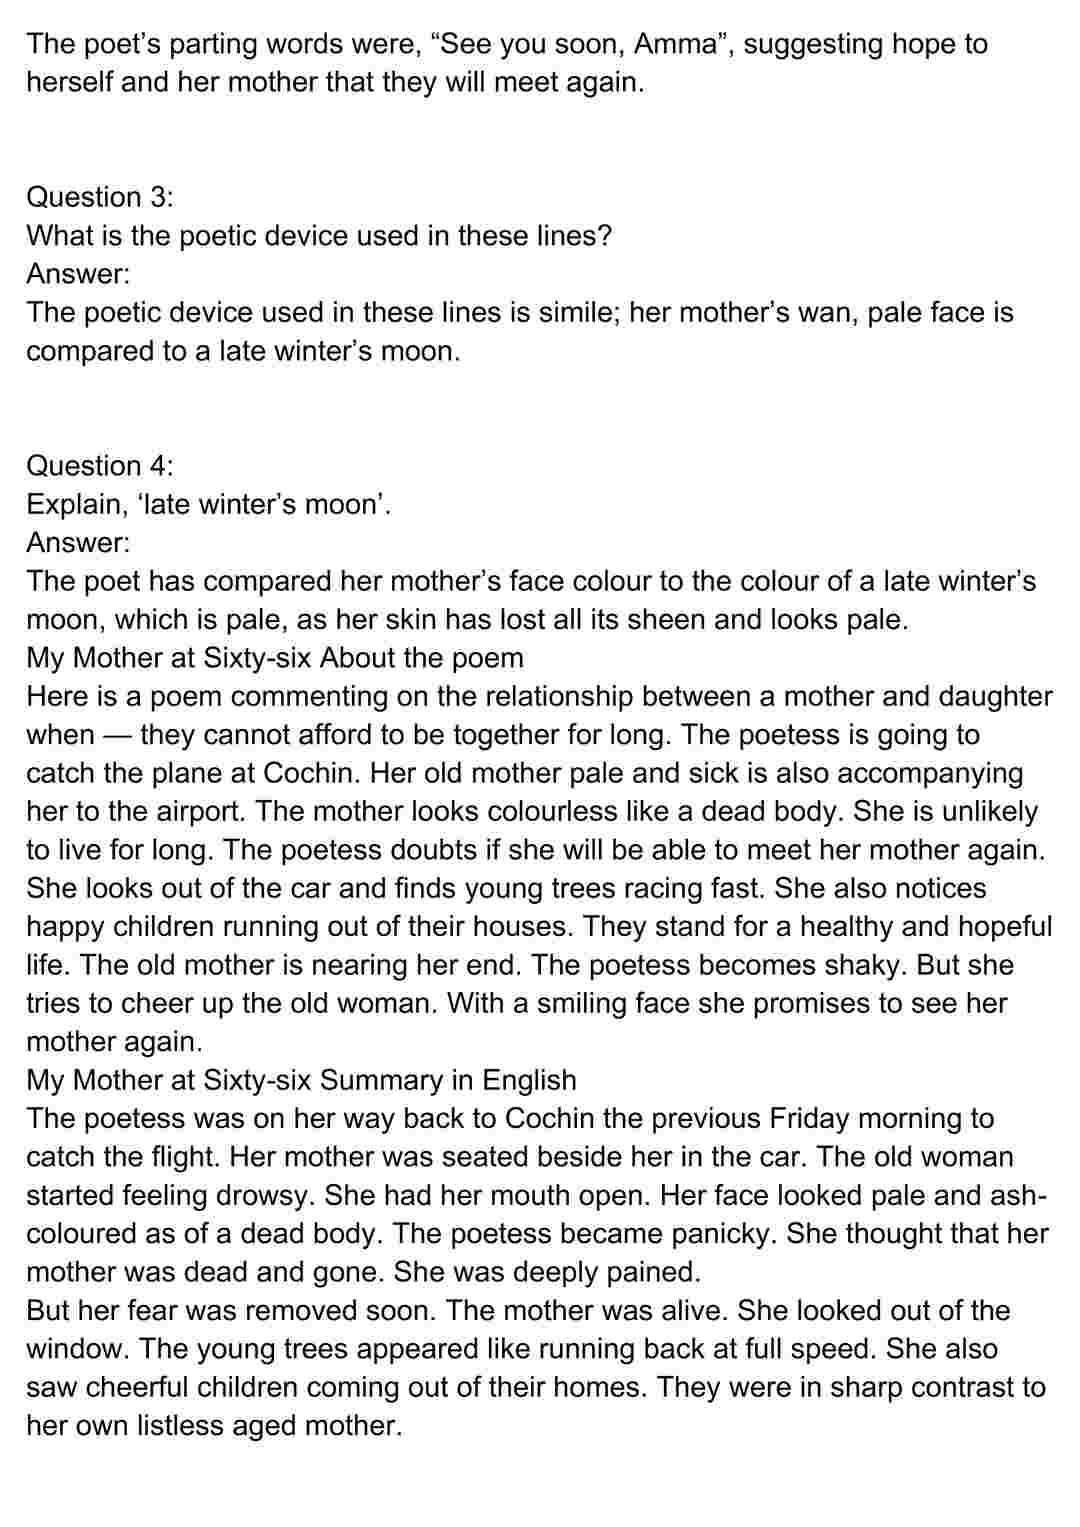 The poet’s parting words were, “See you soon, Amma”, suggesting hope to
herself and her mother that they will meet again.
Question 3:
What is the poetic device used in these lines?
Answer:
The poetic device used in these lines is simile; her mother’s wan, pale face is
compared to a late winter’s moon.
Question 4:
Explain, ‘late winter’s moon’.
Answer:
The poet has compared her mother’s face colour to the colour of a late winter’s
moon, which is pale, as her skin has lost all its sheen and looks pale.
My Mother at Sixty-six About the poem
Here is a poem commenting on the relationship between a mother and daughter
when — they cannot afford to be together for long. The poetess is going to
catch the plane at Cochin. Her old mother pale and sick is also accompanying
her to the airport. The mother looks colourless like a dead body. She is unlikely
to live for long. The poetess doubts if she will be able to meet her mother again.
She looks out of the car and finds young trees racing fast. She also notices
happy children running out of their houses. They stand for a healthy and hopeful
life. The old mother is nearing her end. The poetess becomes shaky. But she
tries to cheer up the old woman. With a smiling face she promises to see her
mother again.
My Mother at Sixty-six Summary in English
The poetess was on her way back to Cochin the previous Friday morning to
catch the flight. Her mother was seated beside her in the car. The old woman
started feeling drowsy. She had her mouth open. Her face looked pale and ash-
coloured as of a dead body. The poetess became panicky. She thought that her
mother was dead and gone. She was deeply pained.
But her fear was removed soon. The mother was alive. She looked out of the
window. The young trees appeared like running back at full speed. She also
saw cheerful children coming out of their homes. They were in sharp contrast to
her own listless aged mother.